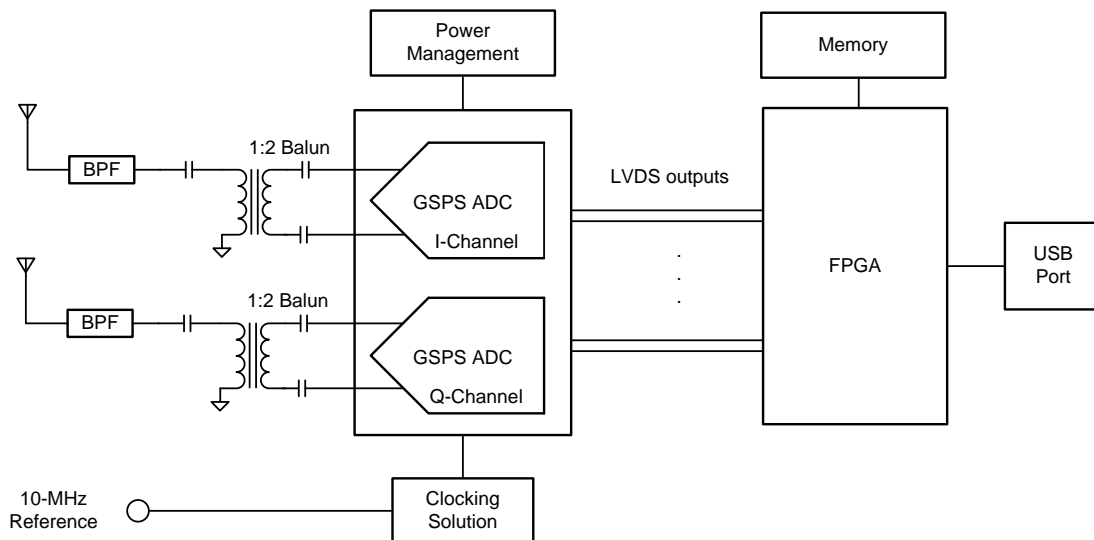 Power
Management
Memory
1:2 Balun
BPF
GSPS ADC
I-Channel
LVDS outputs
.
.
.
FPGA
USB
Port
1:2 Balun
BPF
GSPS ADC
Q-Channel
10-MHz
Reference
Clocking
Solution